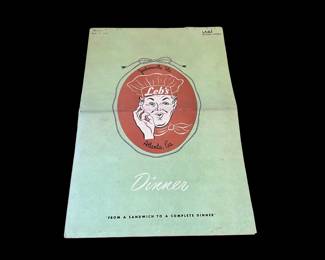 Leb's
Atlanta, Ga.
Dinner
"FROM A SANDWICH TO A COMPLETE DINNER"